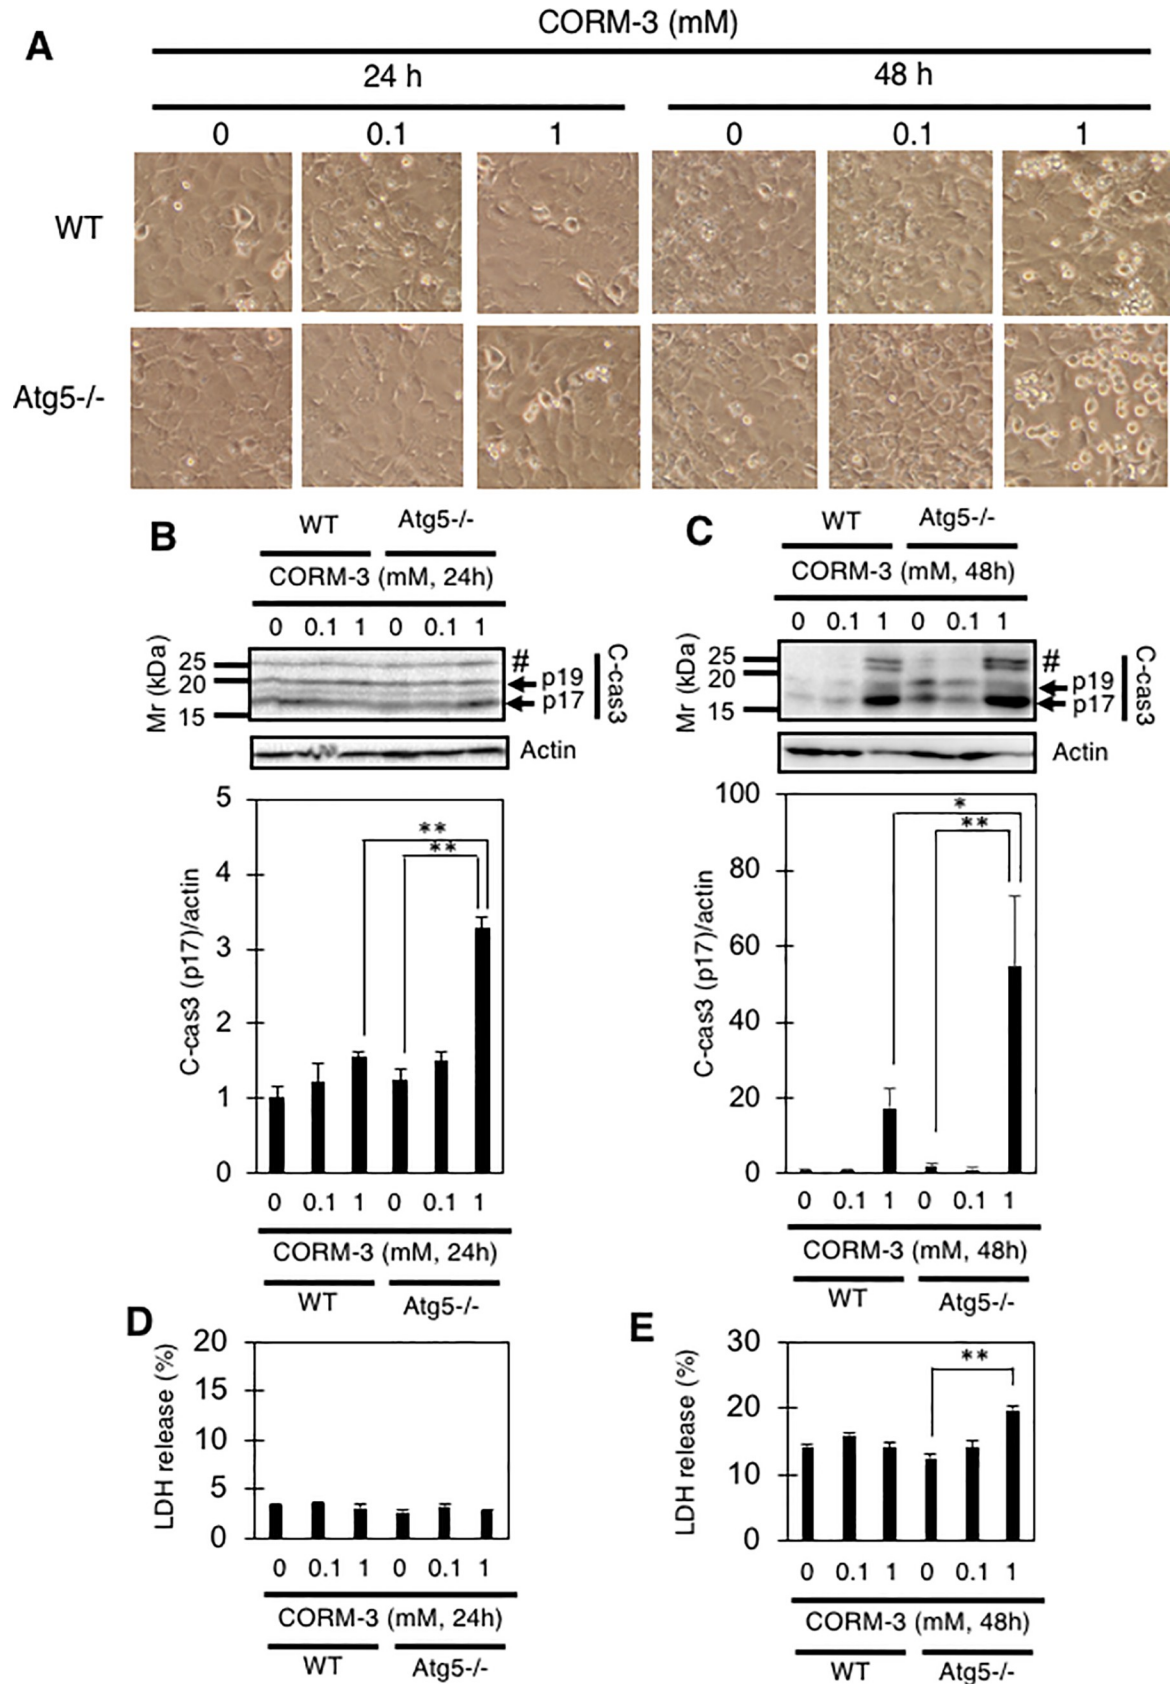 A
CORM-3 (mM)
24 h 48 h
0 0.1 1 0 0.1 1
WT
Atg5-/-
B
WT Atg5-/-
CORM-3 (mM, 24h)
0 0.1 1 0 0.1 1
Mr (kDa)
25
20
15
#
p19
p17
C-cas3
Actin
C-cas3 (p17)/actin
5
4
3
2
1
0
**
**
0 0.1 1 0 0.1 1
CORM-3 (mM, 24h)
WT Atg5-/-
C
WT Atg5-/-
CORM-3 (mM, 48h)
0 0.1 1 0 0.1 1
Mr (kDa)
25
20
15
#
p19
p17
C-cas3
Actin
C-cas3 (p17)/actin
100
80
60
40
20
0
*
**
0 0.1 1 0 0.1 1
CORM-3 (mM, 48h)
WT Atg5-/-
D
LDH release (%)
20
15
10
5
0
0 0.1 1 0 0.1 1
CORM-3 (mM, 24h)
WT Atg5-/-
E
LDH release (%)
30
20
10
0
**
0 0.1 1 0 0.1 1
CORM-3 (mM, 48h)
WT Atg5-/-